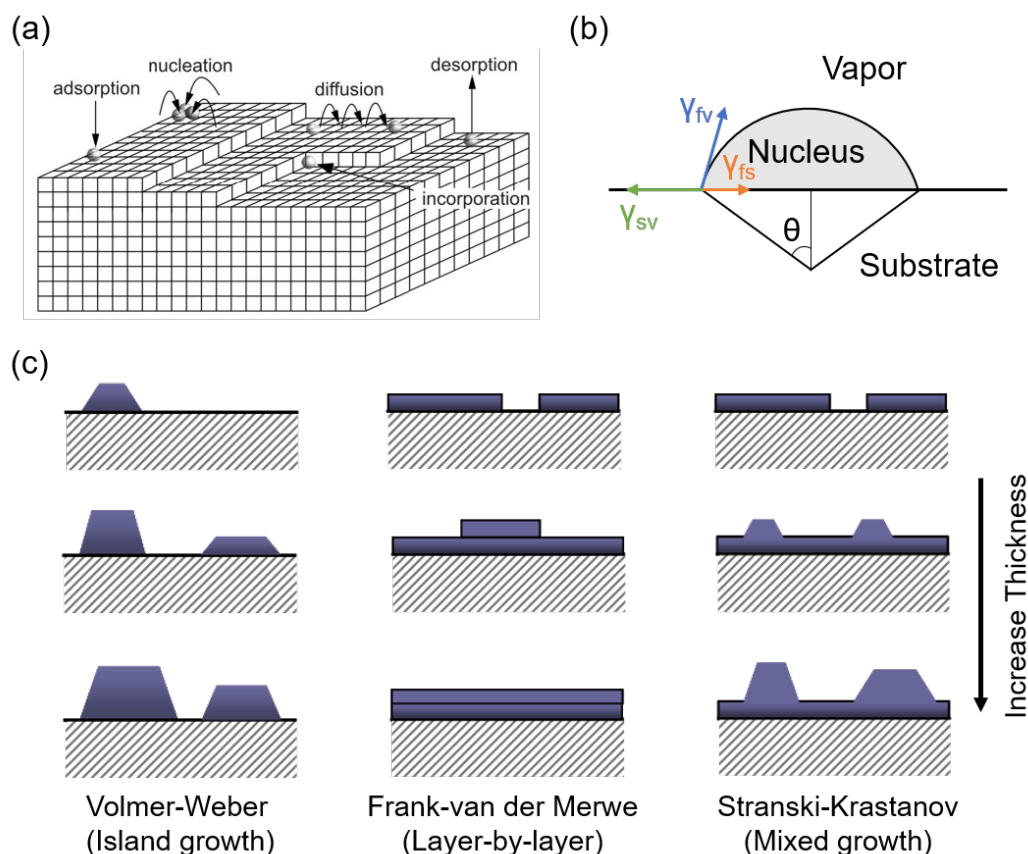 (a)
nucleation
desorption
adsorption
diffusion
incorporation
(b)
Vapor
γfv
Nucleus
γfs
γsv
θ
Substrate
(c)
Increase Thickness
Volmer-Weber
(Island growth)
Frank-van der Merwe
(Layer-by-layer)
Stranski-Krastanov
(Mixed growth)